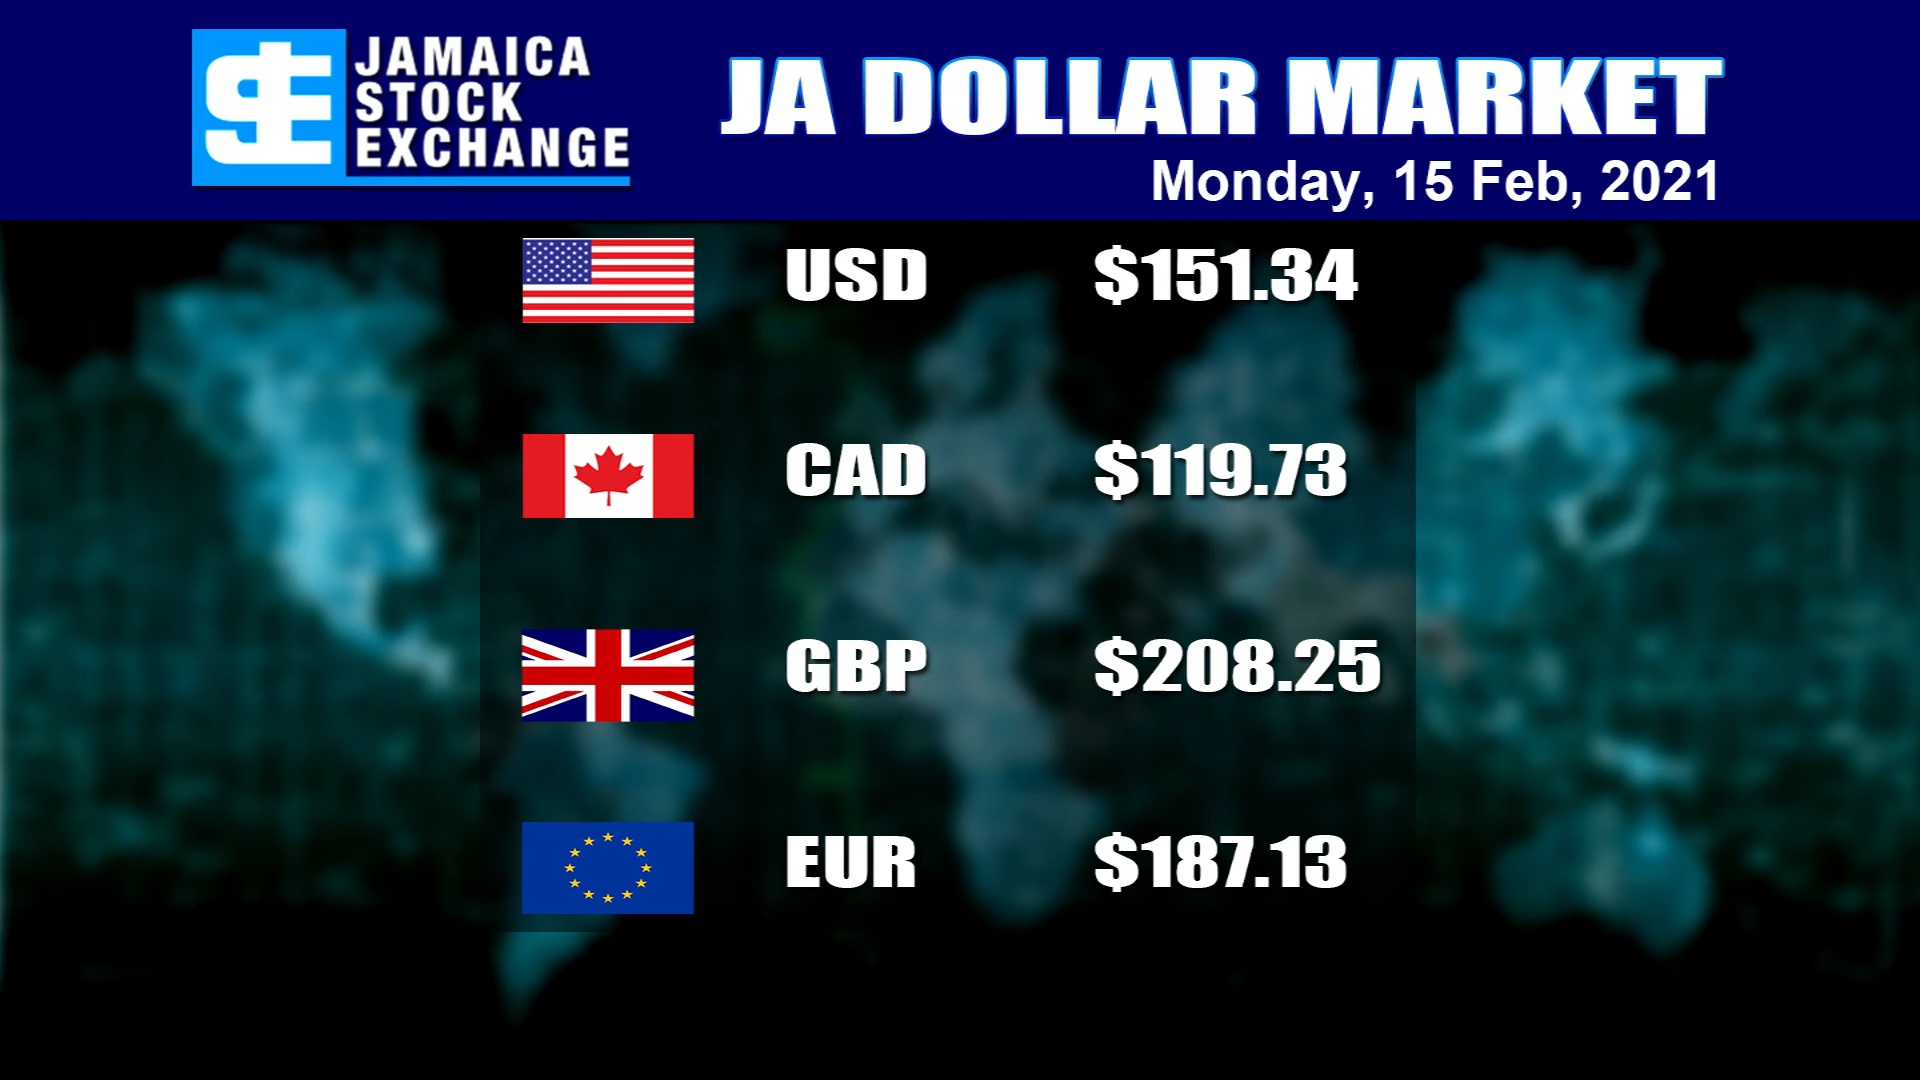 JAMAICA
STOCK
EXCHANGE
JA DOLLAR MARKET
Monday, 15 Feb, 2021
USD $151.34
CAD $119.73
GBP $208.25
EUR $187.13